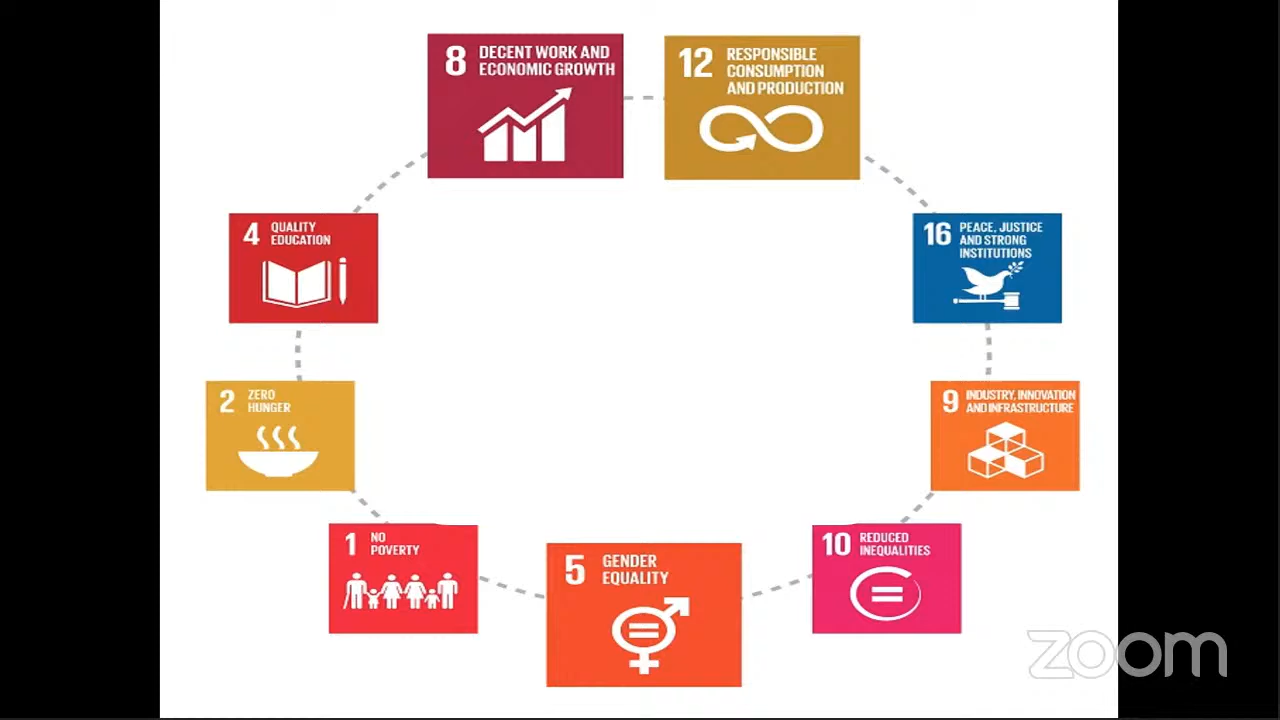 8 DECENT WORK AND
ECONOMIC GROWTH
12 RESPONSIBLE
CONSUMPTION
AND PRODUCTION
4 QUALITY
EDUCATION
16 PEACE, JUSTICE
AND STRONG
INSTITUTIONS
2 ZERO
HUNGER
9 INDUSTRY, INNOVATION
AND INFRASTRUCTURE
1 NO
POVERTY
5 GENDER
EQUALITY
10 REDUCED
INEQUALITIES
zoom